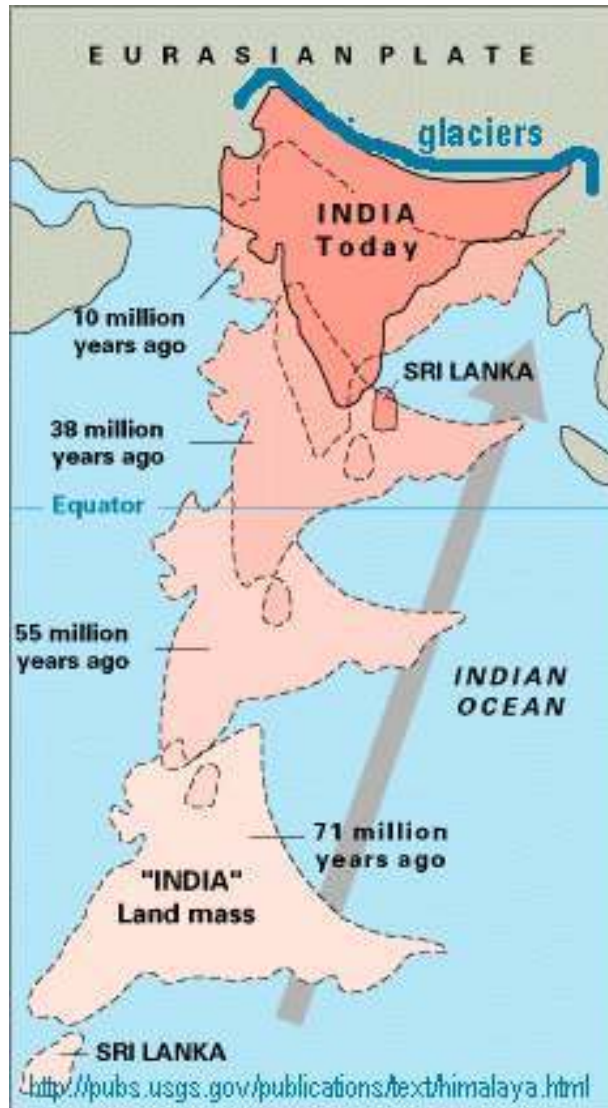 EURASIAN PLATE
glaciers
INDIA
Today
10 million
years ago
SRI LANKA
38 million
years ago
Equator
55 million
years ago
INDIAN
OCEAN
71 million
years ago
"INDIA"
Land mass
SRI LANKA
http://pubs.usgs.gov/publications/text/himalaya.html